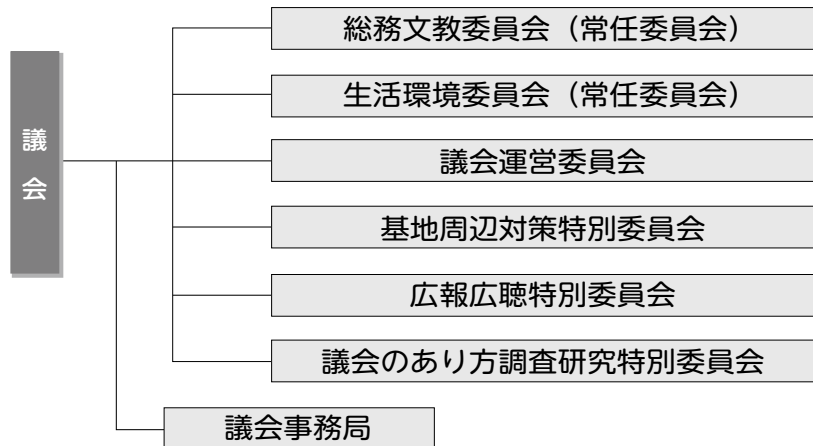 議会
総務文教委員会（常任委員会）
生活環境委員会（常任委員会）
議会運営委員会
基地周辺対策特別委員会
広報広聴特別委員会
議会のあり方調査研究特別委員会
議会事務局